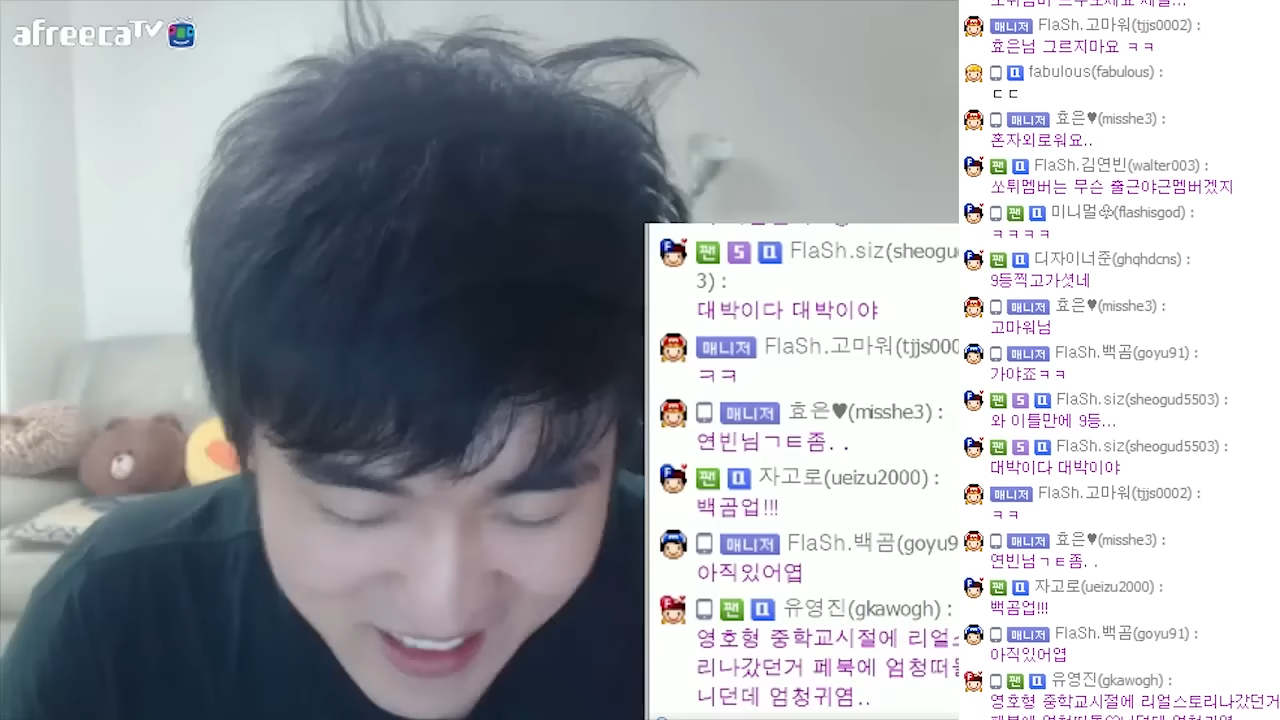 afreecaTV
FlaSh.siz(sheogu
3) :
대박이다 대박이야
매니저 FlaSh.고마워(tjjs000
ㅋㅋ
매니저 효은♥(misshe3) :
연빈님ㄱㅌ좀. .
팬 자고로(ueizu2000) :
백곰업!!!
매니저 FlaSh.백곰(goyu9
아직있어엽
팬 유영진(gkawogh) :
영호형 중학교시절에 리얼
리나갔던거 페북에 엄청떠
니던데 엄청귀염..
매니저 FlaSh.고마워(tjjs0002) :
효은님 그르지마요 ㅋㅋ
fabulous(fabulous) :
ㄷㄷ
매니저 효은♥(misshe3) :
혼자외로워요..
팬 FlaSh.김연빈(walter003) :
쏘튀멤버는 무슨 출근야근멤버겠지
팬 미니멀(flashisgod) :
ㅋㅋㅋㅋ
팬 디자이너준(ghqhdcns) :
9등찍고가셧네
매니저 효은♥(misshe3) :
고마워님
매니저 FlaSh.백곰(goyu91) :
가야죠ㅋㅋ
팬 S FlaSh.siz(sheogud5503) :
와 이틀만에 9등...
팬 S FlaSh.siz(sheogud5503) :
대박이다 대박이야
매니저 FlaSh.고마워(tjjs0002) :
ㅋㅋ
매니저 효은♥(misshe3) :
연빈님ㄱㅌ좀. .
팬 자고로(ueizu2000) :
백곰업!!!
매니저 FlaSh.백곰(goyu91) :
아직있어엽
팬 유영진(gkawogh) :
영호형 중학교시절에 리얼스토리나갔던거